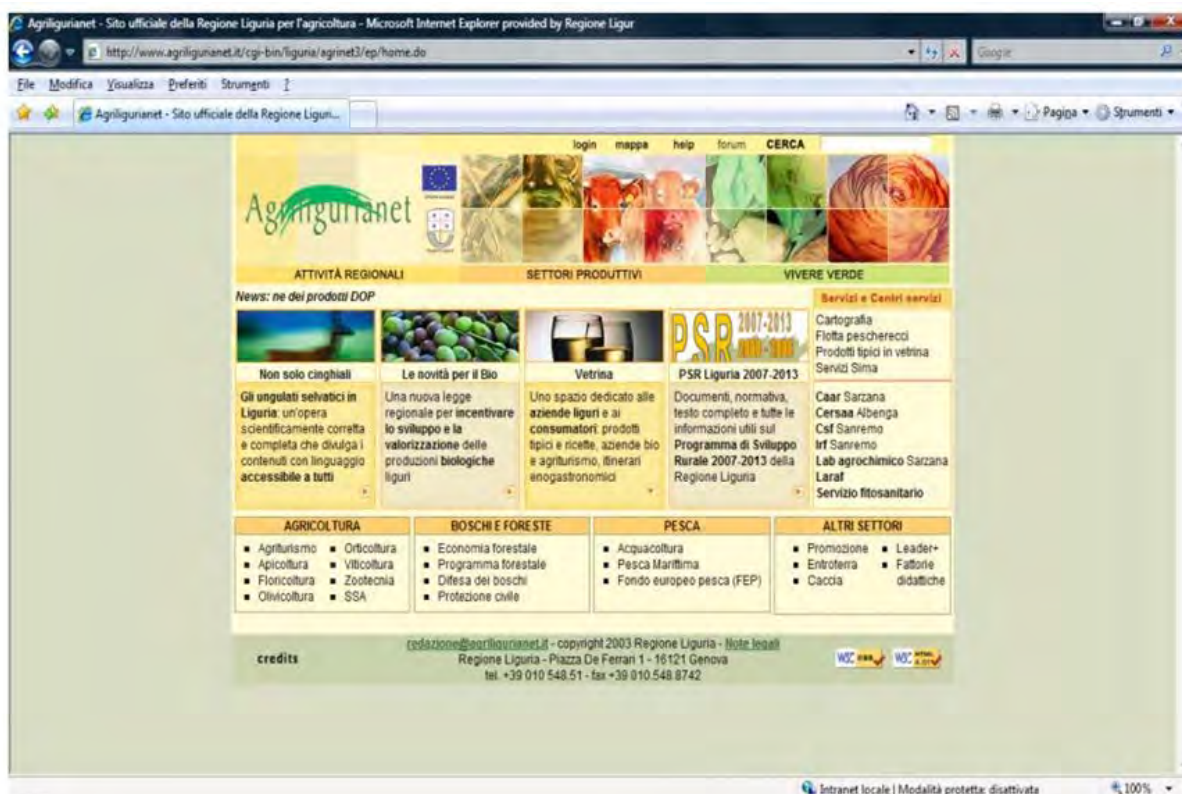 Agriligurianet - Sito ufficiale della Regione Liguria per l'agricoltura - Microsoft Internet Explorer provided by Regione Ligur
http://www.agriligurianet.it/cgi-bin/liguria/agrinet3/ep/home.do
Google
File Modifica Visualizza Preferiti Strumenti ?
Agriligurianet - Sito ufficiale della Regione Liguri...
Pagina Strumenti
login mappa help forum CERCA
Agriligurianet
ATTIVITÀ REGIONALI SETTORI PRODUTTIVI VIVERE VERDE
News: ne dei prodotti DOP
Non solo cinghiali
Gli ungulati selvatici in
Liguria: un'opera
scientificamente corretta
e completa che divulga i
contenuti con linguaggio
accessibile a tutti
Le novità per il Bio
Una nuova legge
regionale per incentivare
lo sviluppo e la
valorizzazione delle
produzioni biologiche
liguri
Vetrina
Uno spazio dedicato alle
aziende liguri e ai
consumatori: prodotti
tipici e ricette, aziende bio
e agriturismo, itinerari
enogastronomici
PSR 2007-2013
PSR Liguria 2007-2013
Documenti, normativa,
testo completo e tutte le
informazioni utili sul
Programma di Sviluppo
Rurale 2007-2013 della
Regione Liguria
Servizi e Centri servizi
Cartografia
Flotta pescherecci
Prodotti tipici in vetrina
Servizi Sima
Caar Sarzana
Cersaa Albenga
Csf Sanremo
Irf Sanremo
Lab agrochimico Sarzana
Laraf
Servizio fitosanitario
AGRICOLTURA
Agriturismo Orticoltura
Apicoltura Viticoltura
Floricoltura Zootecnia
Olivicoltura SSA
BOSCHI E FORESTE
Economia forestale
Programma forestale
Difesa dei boschi
Protezione civile
PESCA
Acquacoltura
Pesca Marittima
Fondo europeo pesca (FEP)
ALTRI SETTORI
Promozione Leader+
Entroterra Fattorie
Caccia didattiche
credits
redazione@agriligurianet.it - copyright 2003 Regione Liguria - Note legali
Regione Liguria - Piazza De Ferrari 1 - 16121 Genova
tel. +39 010 548.51 - fax +39 010.548.8742
W3C CSS W3C HTML 4.01
Intranet locale | Modalità protetta: disattivata 100%